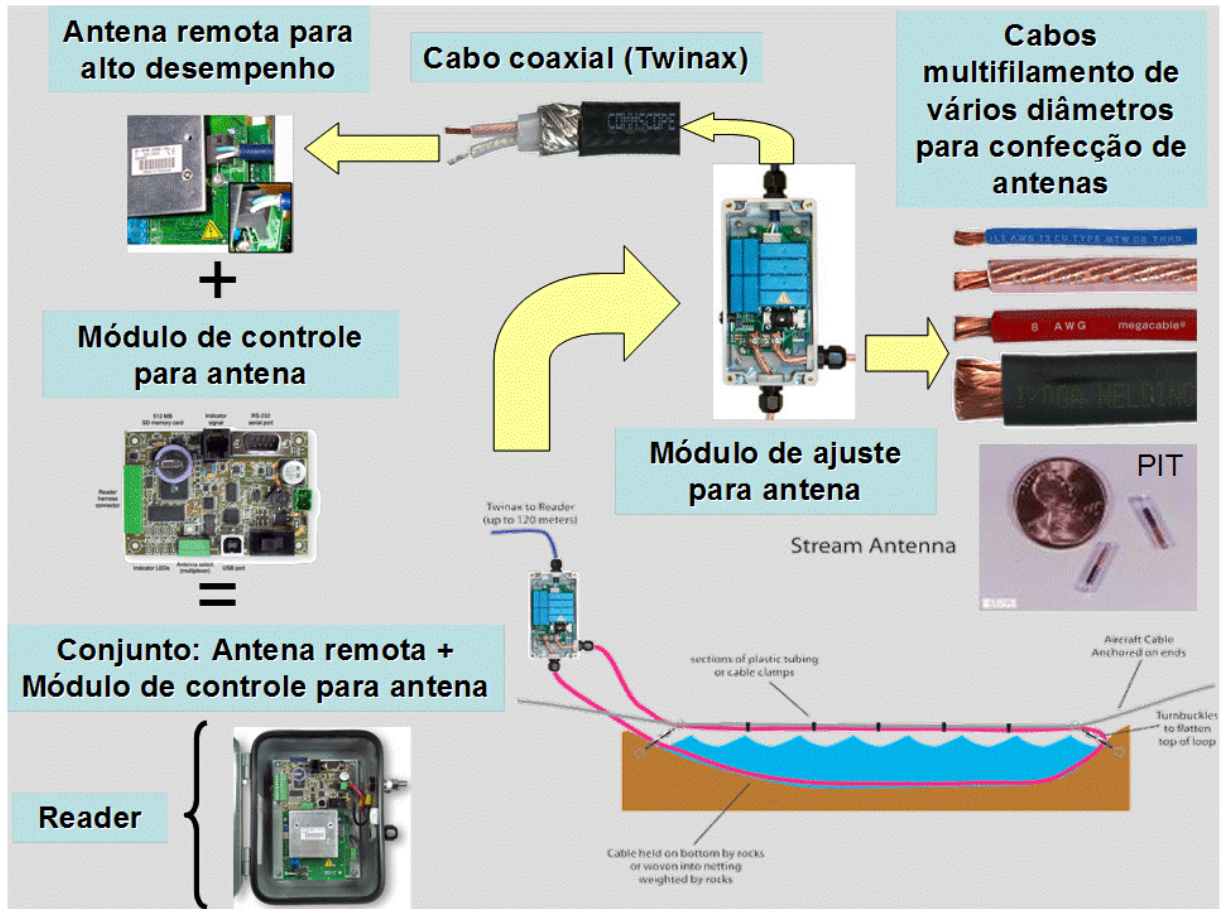 Antena remota para
alto desempenho
Cabo coaxial (Twinax)
Cabos
multifilamento de
vários diâmetros
para confecção de
antenas
COMMSCOPE
8 AWG megacable®
WELDING
+
Módulo de controle
para antena
512 MB
SD memory card
Indicator
signal
RS-212
serial port
Reader
harness
connector
Indicator LEDs
Antenna select
(multiplexer)
USB port
=
Módulo de ajuste
para antena
PIT
Twinax to Reader
(up to 120 meters)
Stream Antenna
Conjunto: Antena remota +
Módulo de controle para antena
sections of plastic tubing
or cable clamps
Aircraft Cable
Anchored on ends
Turnbuckles
to flatten
top of loop
Reader
Cable held on bottom by rocks
or woven into netting
weighted by rocks